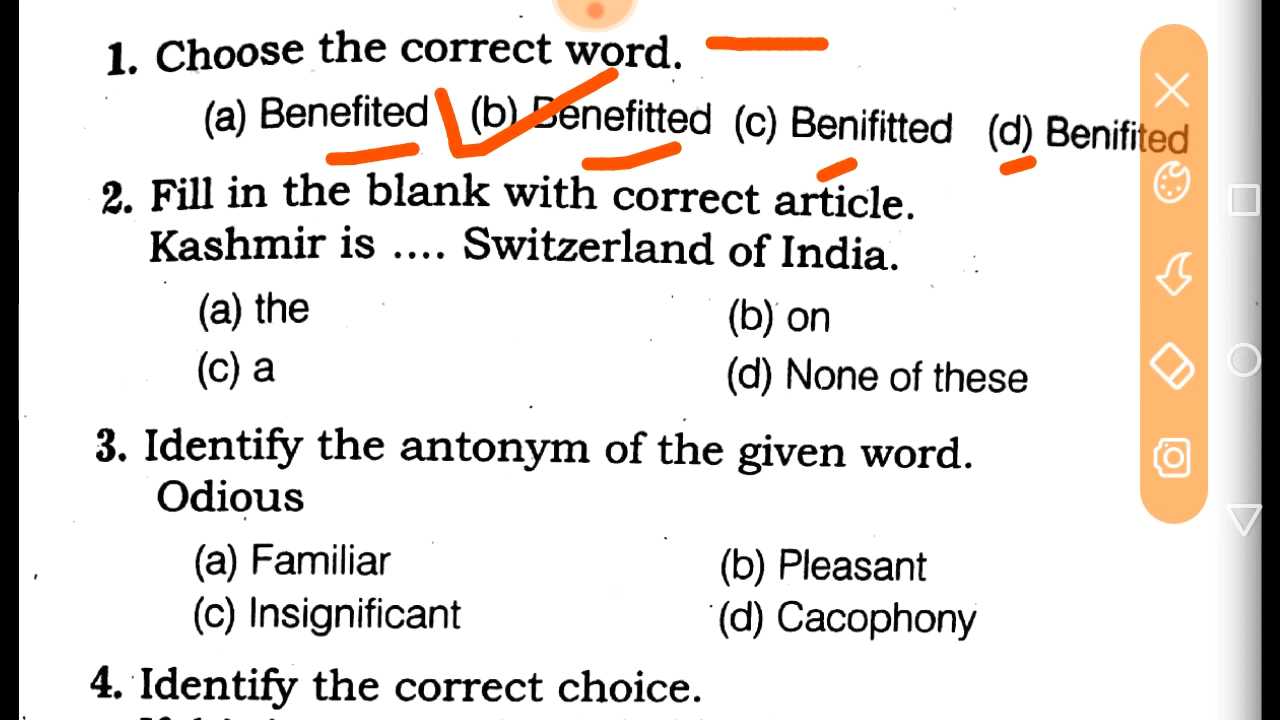 1. Choose the correct word.
(a) Benefited (b) Benefitted (c) Benifitted (d) Benifited
2. Fill in the blank with correct article.
Kashmir is .... Switzerland of India.
(a) the (b) on
(c) a (d) None of these
3. Identify the antonym of the given word.
Odious
(a) Familiar (b) Pleasant
(c) Insignificant (d) Cacophony
4. Identify the correct choice.